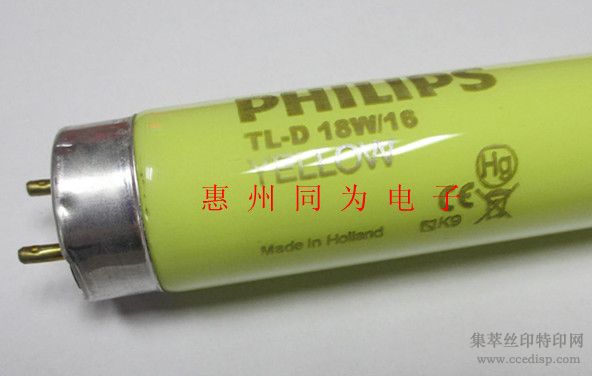 PHILIPS
TL-D 18W/16
YELLOW
Hg
惠州同为电子
CE
K9
Made in Holland
集萃丝印特印网
www.ccedisp.com